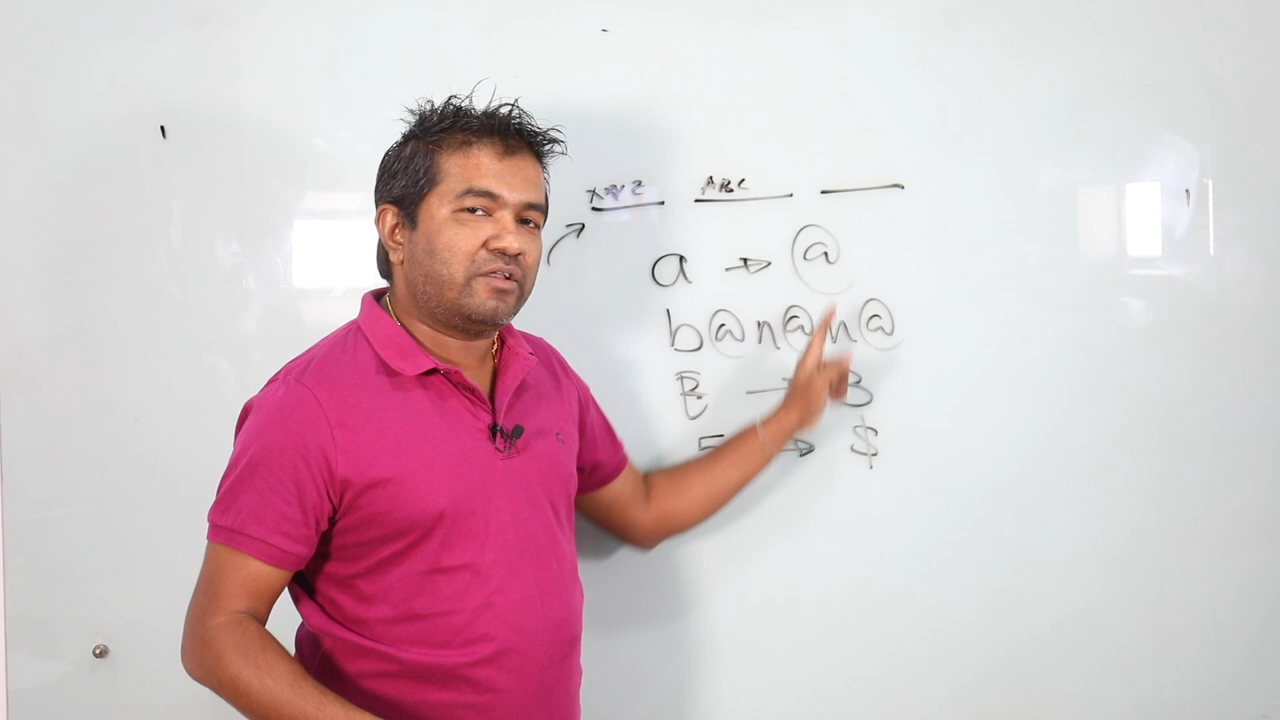 XYZ ABC
a → @
b@n@n@
E → 3
→ $